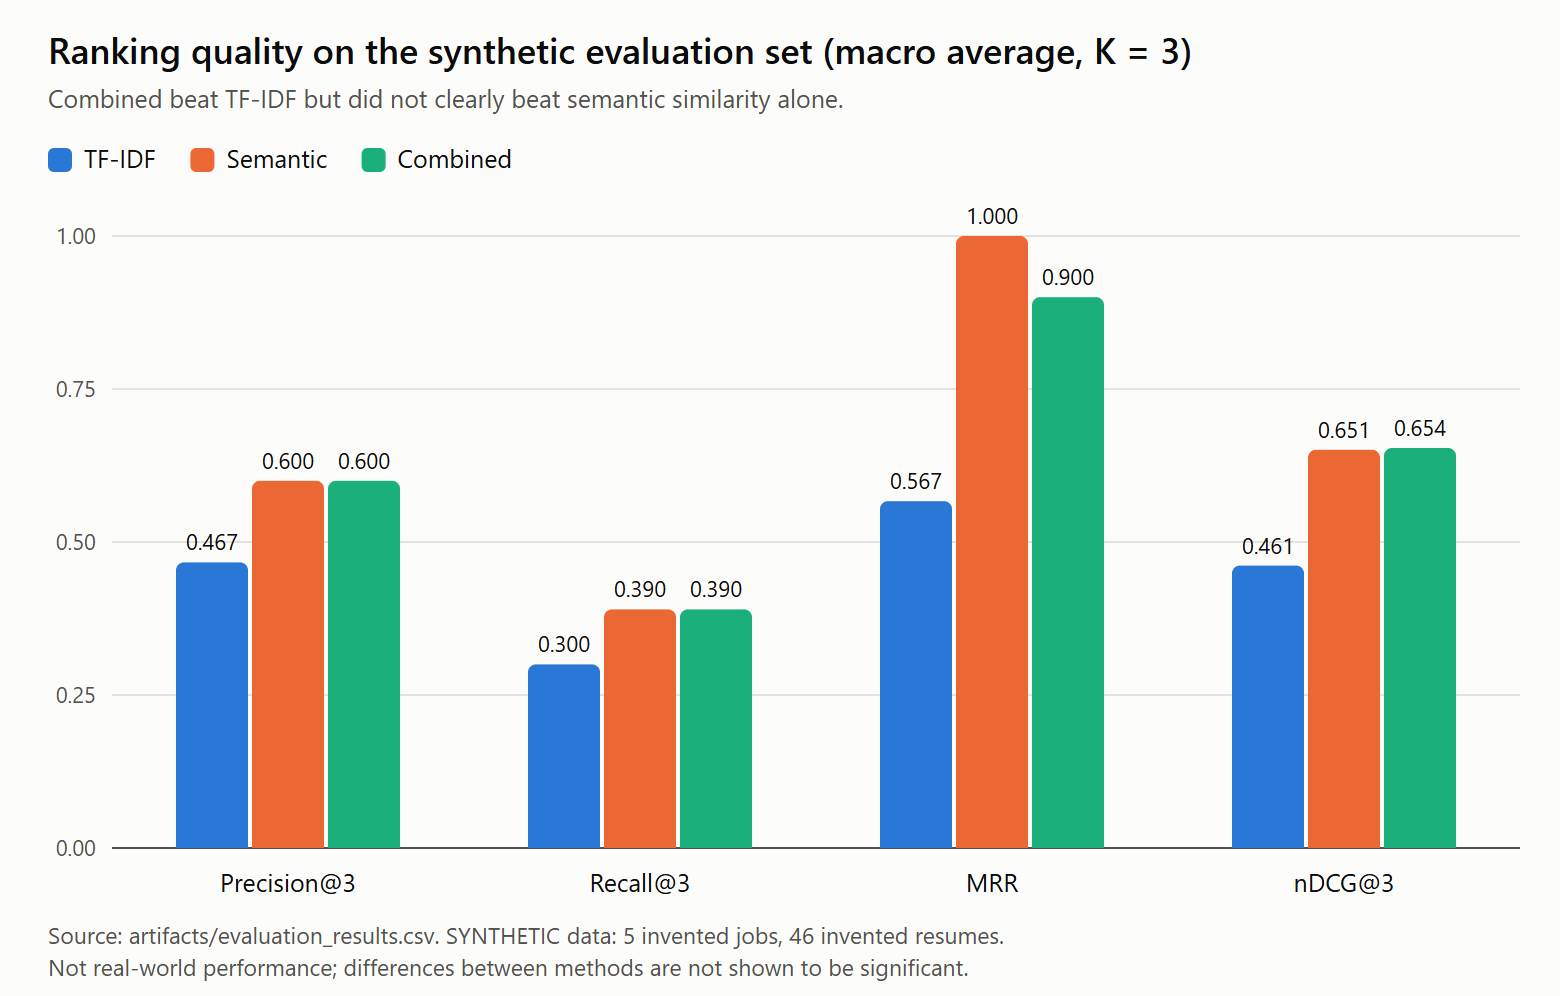 Ranking quality on the synthetic evaluation set (macro average, K = 3)
Combined beat TF-IDF but did not clearly beat semantic similarity alone.
TF-IDF Semantic Combined
1.000
1.00
0.900
0.75
0.600 0.600
0.567
0.651 0.654
0.50
0.467
0.461
0.390 0.390
0.300
0.25
0.00
Precision@3 Recall@3 MRR nDCG@3
Source: artifacts/evaluation_results.csv. SYNTHETIC data: 5 invented jobs, 46 invented resumes.
Not real-world performance; differences between methods are not shown to be significant.